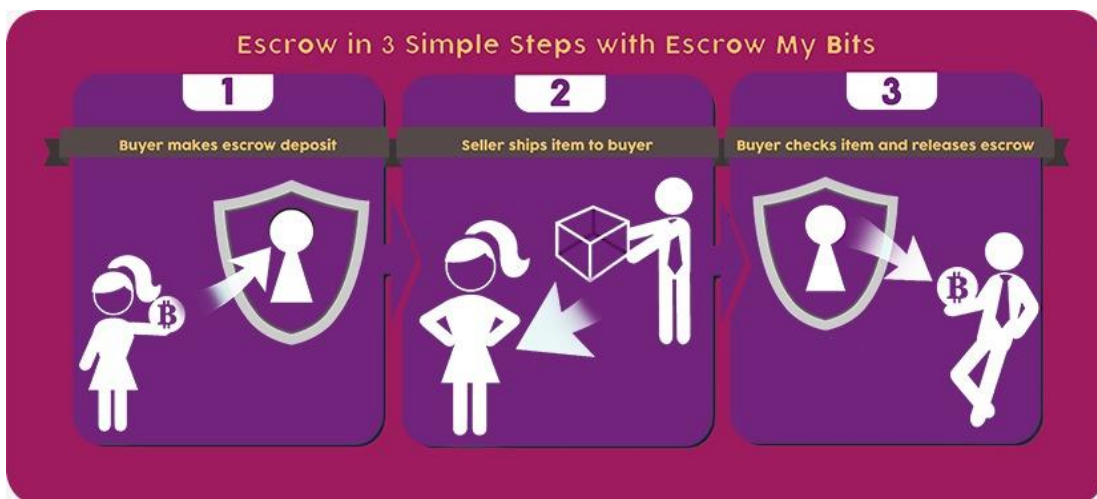 Escrow in 3 Simple Steps with Escrow My Bits
1
Buyer makes escrow deposit
2
Seller ships item to buyer
3
Buyer checks item and releases escrow